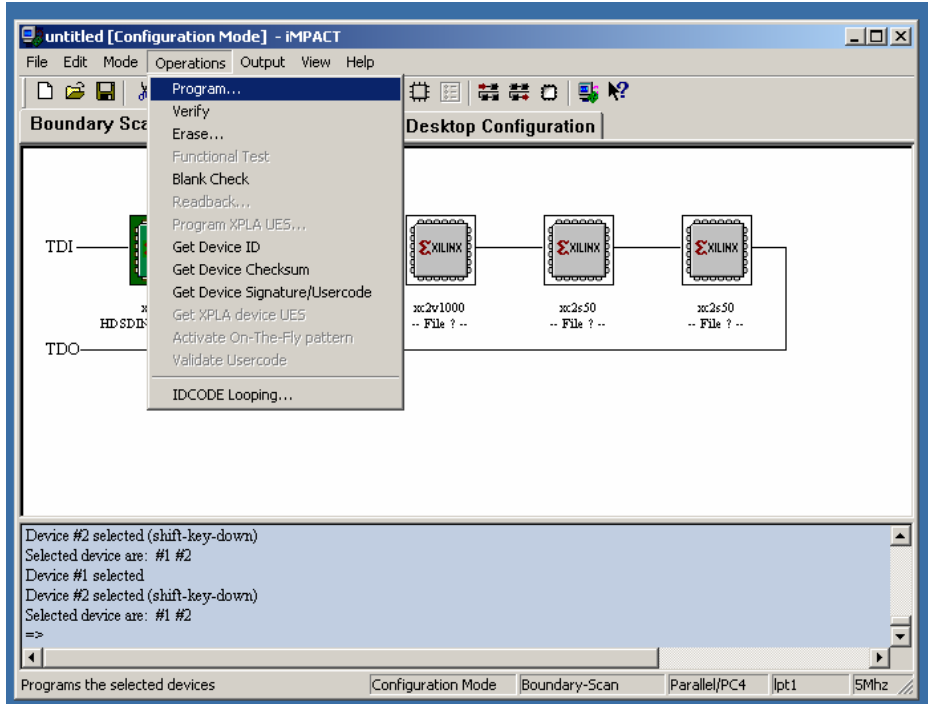 untitled [Configuration Mode] - iMPACT
File Edit Mode Operations Output View Help
Program...
Verify
Erase...
Functional Test
Blank Check
Readback...
Program XPLA UES...
Get Device ID
Get Device Checksum
Get Device Signature/Usercode
Get XPLA device UES
Activate On-The-Fly pattern
Validate Usercode
IDCODE Looping...
Boundary Sca
Desktop Configuration
TDI
XILINX XILINX XILINX
x xc2v1000 xc2s50 xc2s50
HDSDIN -- File ? -- -- File ? -- -- File ? --
TDO
Device #2 selected (shift-key-down)
Selected device are: #1 #2
Device #1 selected
Device #2 selected (shift-key-down)
Selected device are: #1 #2
=>
Programs the selected devices Configuration Mode Boundary-Scan Parallel/PC4 lpt1 5Mhz